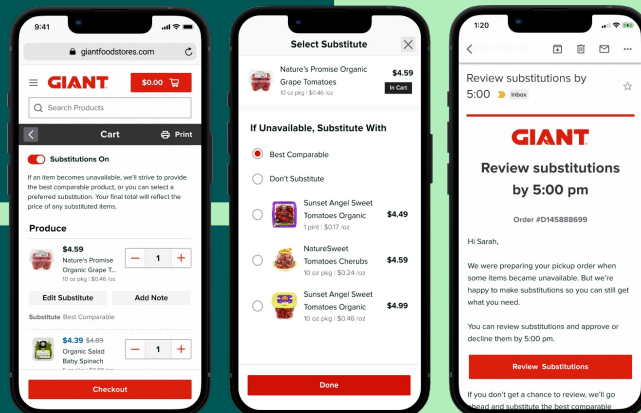 9:41
giantfoodstores.com
GIANT
$0.00
Search Products
Cart
Print
Substitutions On
If an item becomes unavailable, we'll strive to provide
the best comparable product, or you can select a
preferred substitution. Your final total will reflect the
price of any substituted items.
Produce
$4.59
Nature's Promise
Organic Grape T...
10 oz pkg | $0.46 /oz
1
Edit Substitute
Add Note
Substitute Best Comparable
$4.39 $4.99
Organic Salad
Baby Spinach
1
Checkout
Select Substitute
Nature's Promise Organic
Grape Tomatoes
10 oz pkg | $0.46 /oz
$4.59
In Cart
If Unavailable, Substitute With
Best Comparable
Don't Substitute
Sunset Angel Sweet
Tomatoes Organic
1 pint | $0.17 /oz
$4.49
NatureSweet
Tomatoes Cherubs
10 oz pkg | $0.24 /oz
$4.59
Sunset Angel Sweet
Tomatoes Organic
10 oz pkg | $0.46 /oz
$4.99
Done
1:20
Review substitutions by
5:00 Inbox
GIANT
Review substitutions
by 5:00 pm
Order #D145888699
Hi Sarah,
We were preparing your pickup order when
some items became unavailable. But we're
happy to make substitutions so you can still get
what you need.
You can review substitutions and approve or
decline them by 5:00 pm.
Review Substitutions
If you don't get a chance to review, we'll go
ahead and substitute the best comparable